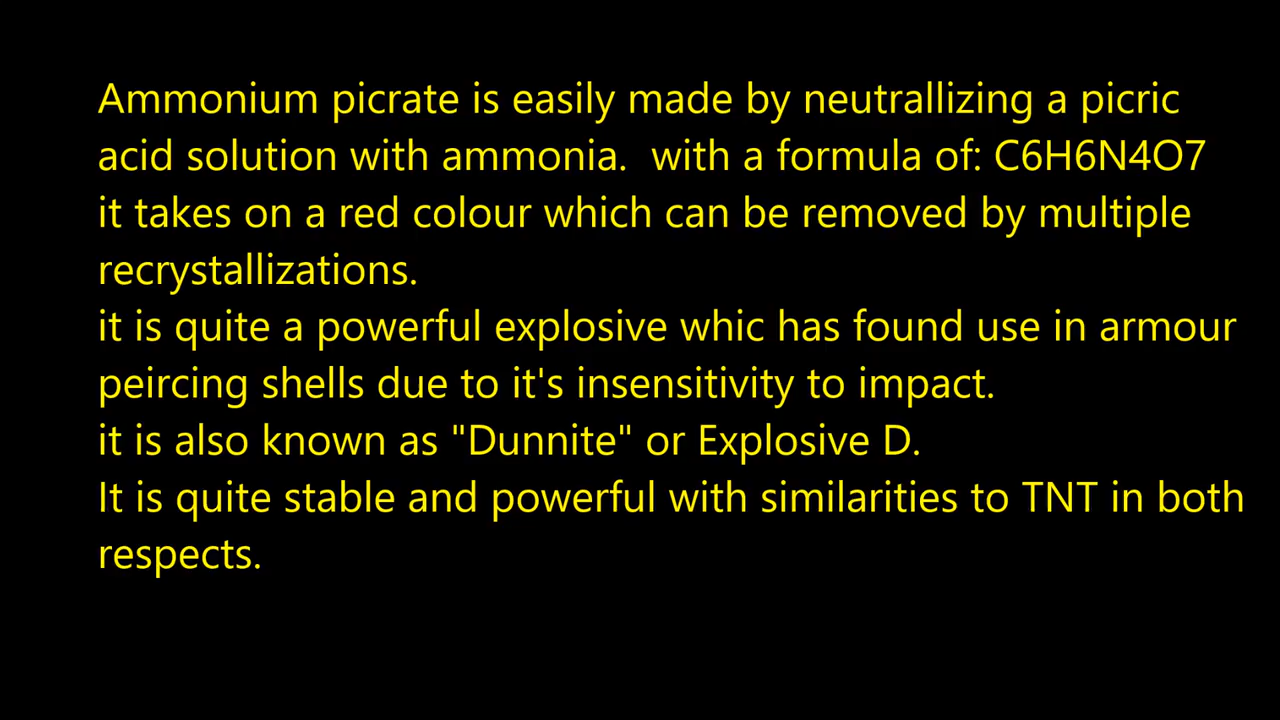 Ammonium picrate is easily made by neutrallizing a picric
acid solution with ammonia.  with a formula of: C6H6N4O7
it takes on a red colour which can be removed by multiple
recrystallizations.
it is quite a powerful explosive whic has found use in armour
peircing shells due to it's insensitivity to impact.
it is also known as "Dunnite" or Explosive D.
It is quite stable and powerful with similarities to TNT in both
respects.